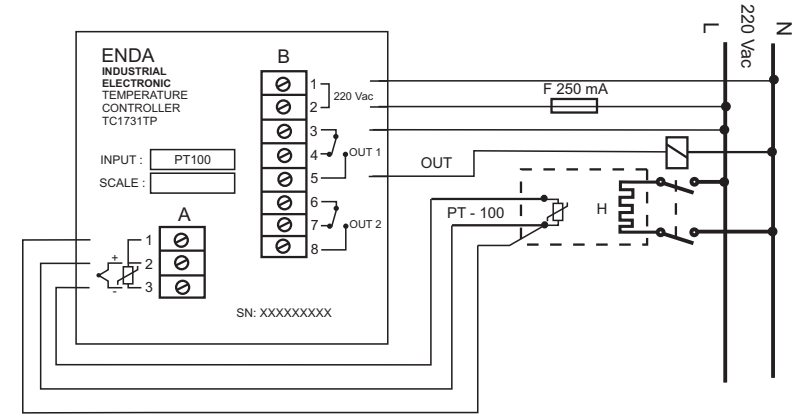 ENDA
INDUSTRIAL
ELECTRONIC
TEMPERATURE
CONTROLLER
TC1731TP
INPUT : PT100
SCALE :
B
1
2
220 Vac
3
4
OUT 1
5
6
7
OUT 2
8
A
1
+
2
-
3
SN: XXXXXXXXX
F 250 mA
OUT
PT - 100
H
L
220 Vac
N